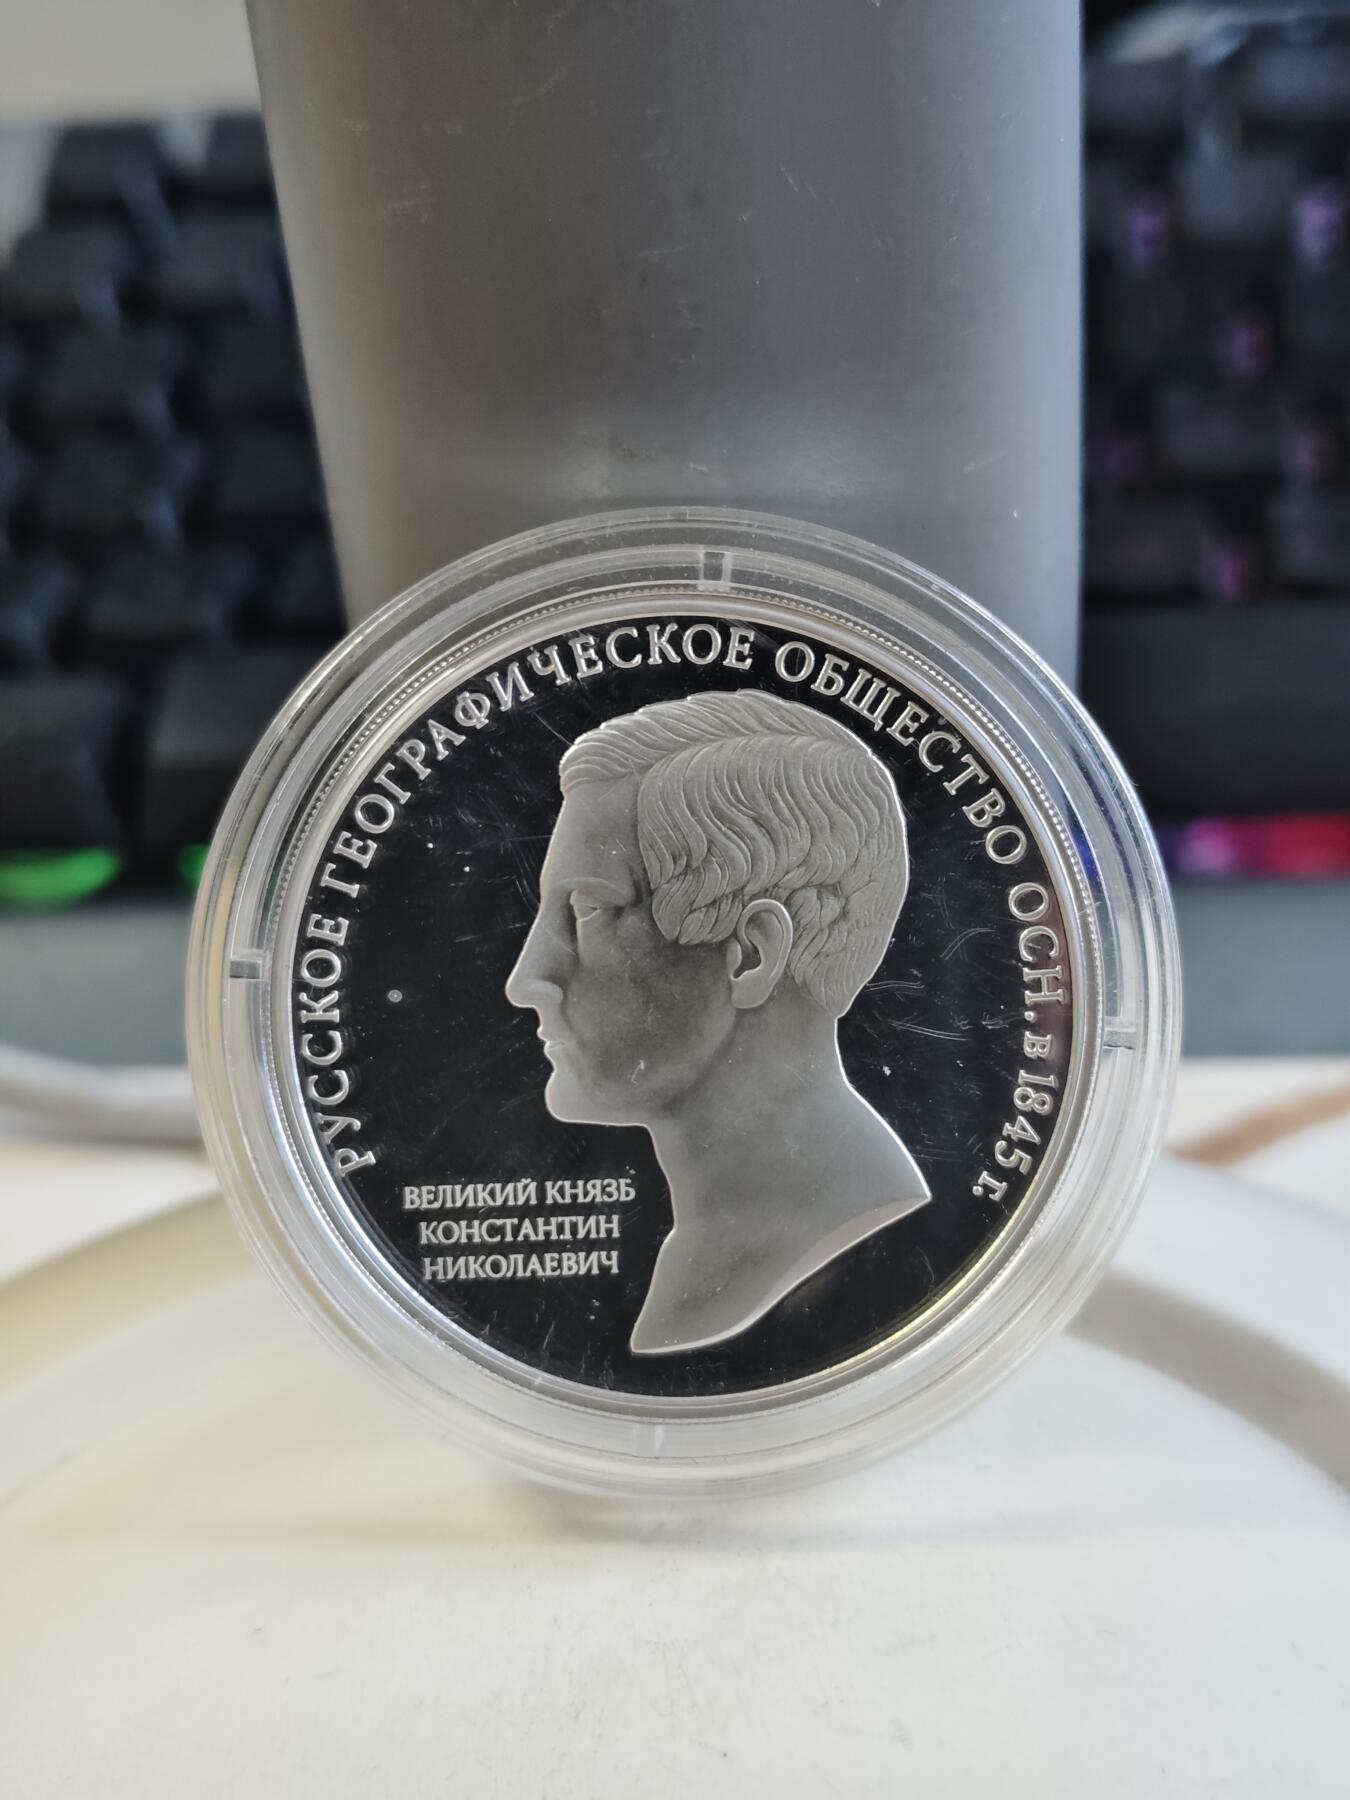 РУССКОЕ ГЕОГРАФИЧЕСКОЕ ОБЩЕСТВО ОСН. в 1845 г.
ВЕЛИКИЙ КНЯЗЬ
КОНСТАНТИН
НИКОЛАЕВИЧ